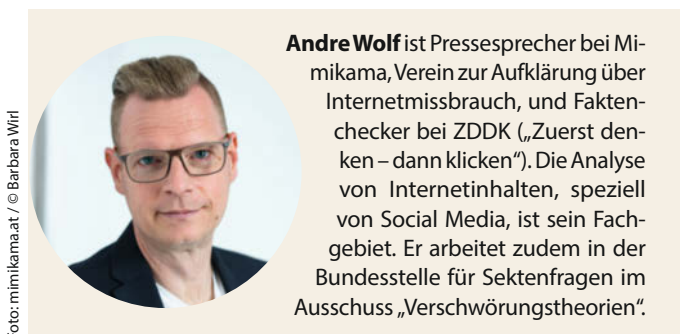 Andre Wolf ist Pressesprecher bei Mi-
mikama, Verein zur Aufklärung über
Internetmissbrauch, und Fakten-
checker bei ZDDK („Zuerst den-
ken – dann klicken“). Die Analyse
von Internetinhalten, speziell
von Social Media, ist sein Fach-
gebiet. Er arbeitet zudem in der
Bundesstelle für Sektenfragen im
Ausschuss „Verschwörungstheorien“.
Foto: mimikama.at / © Barbara Wirl